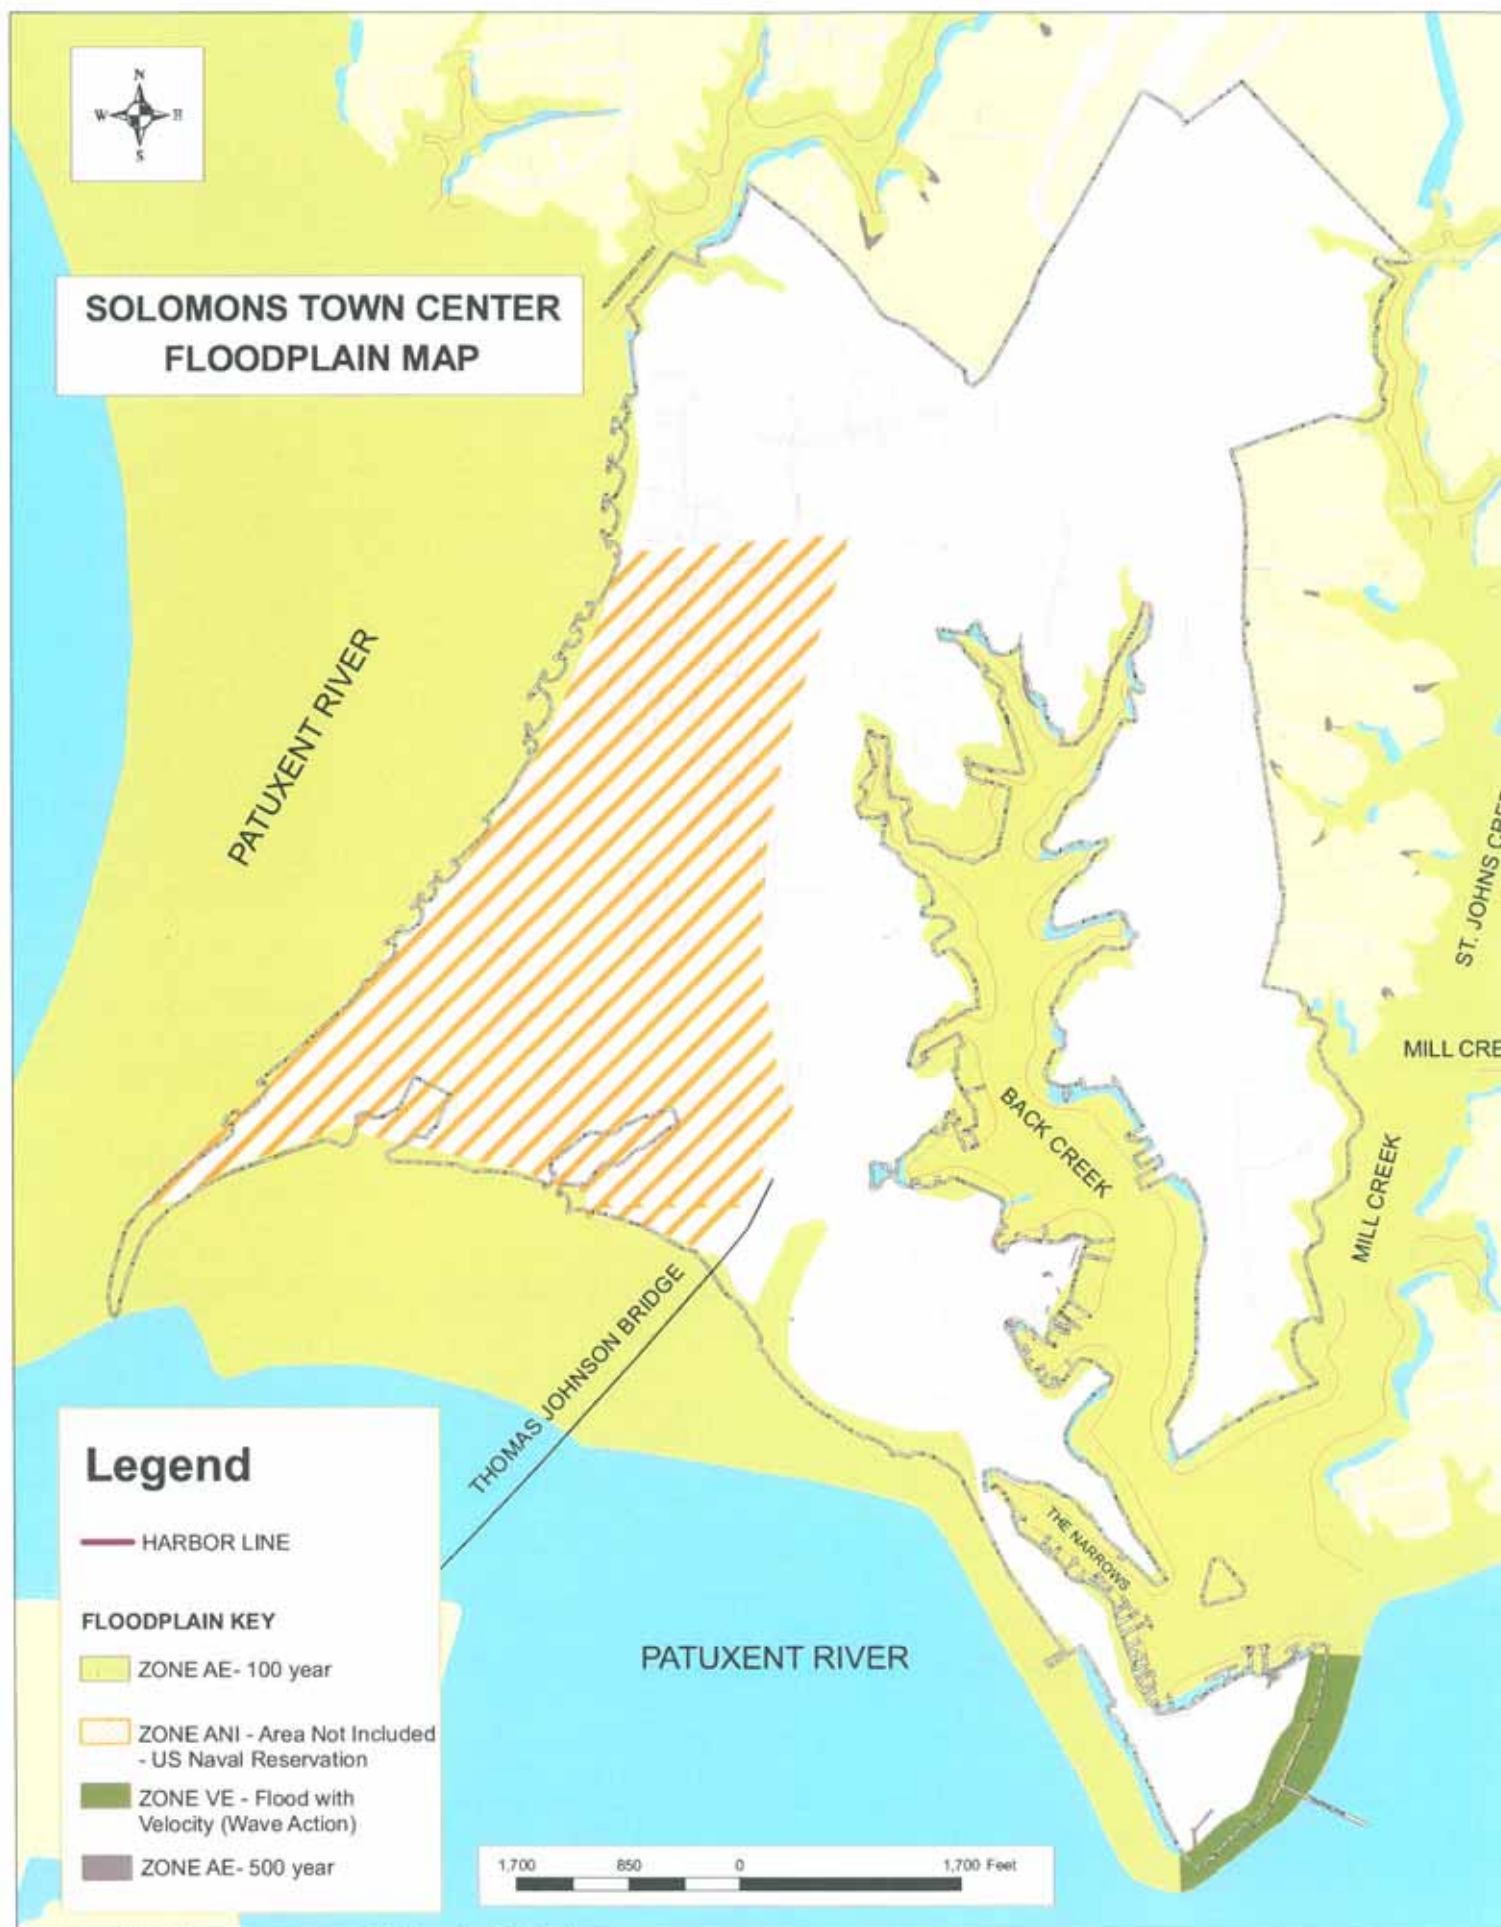 N
W E
S
SOLOMONS TOWN CENTER
FLOODPLAIN MAP
PATUXENT RIVER
ST. JOHNS CREE
MILL CRE
BACK CREEK
MILL CREEK
THOMAS JOHNSON BRIDGE
THE NARROWS
PATUXENT RIVER
Legend
HARBOR LINE
FLOODPLAIN KEY
ZONE AE- 100 year
ZONE ANI - Area Not Included
- US Naval Reservation
ZONE VE - Flood with
Velocity (Wave Action)
ZONE AE- 500 year
1,700 850 0 1,700 Feet